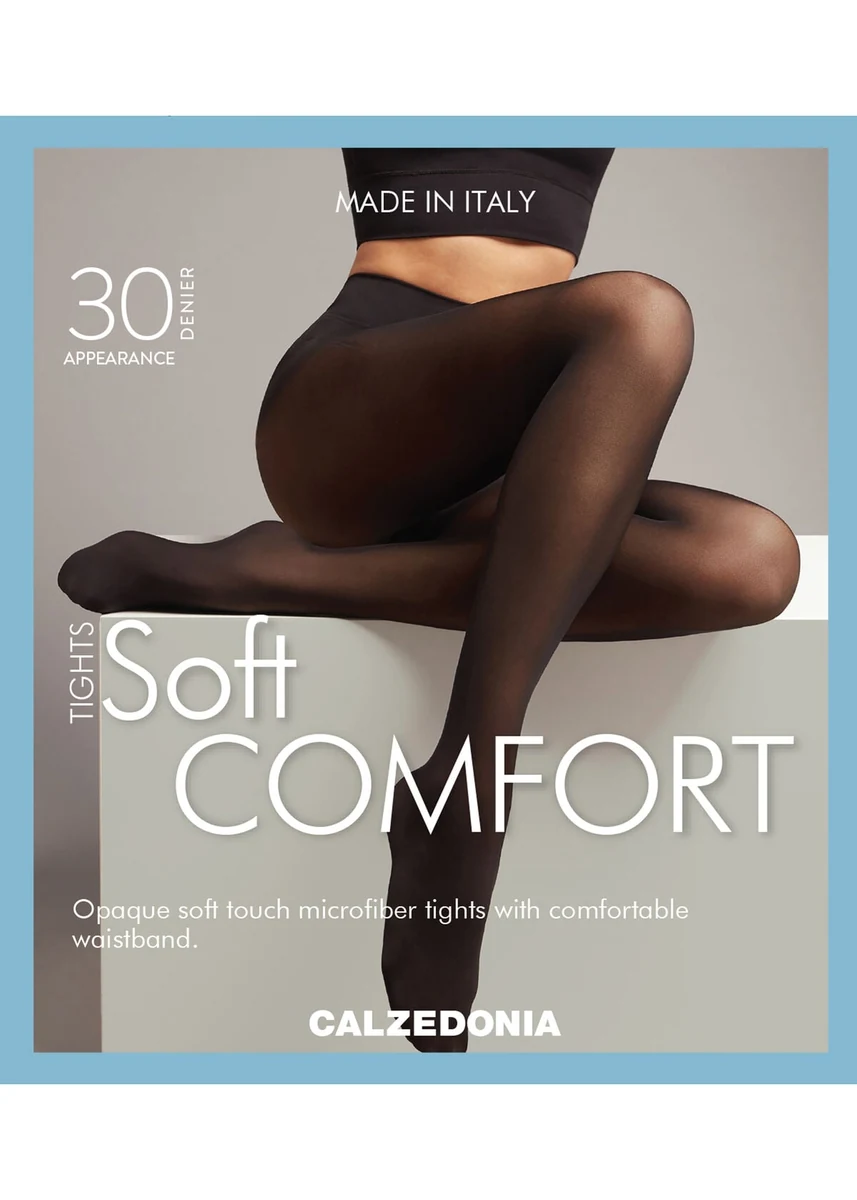 MADE IN ITALY
30
DENIER
APPEARANCE
TIGHTS
Soft
COMFORT
Opaque soft touch microfiber tights with comfortable
waistband.
CALZEDONIA